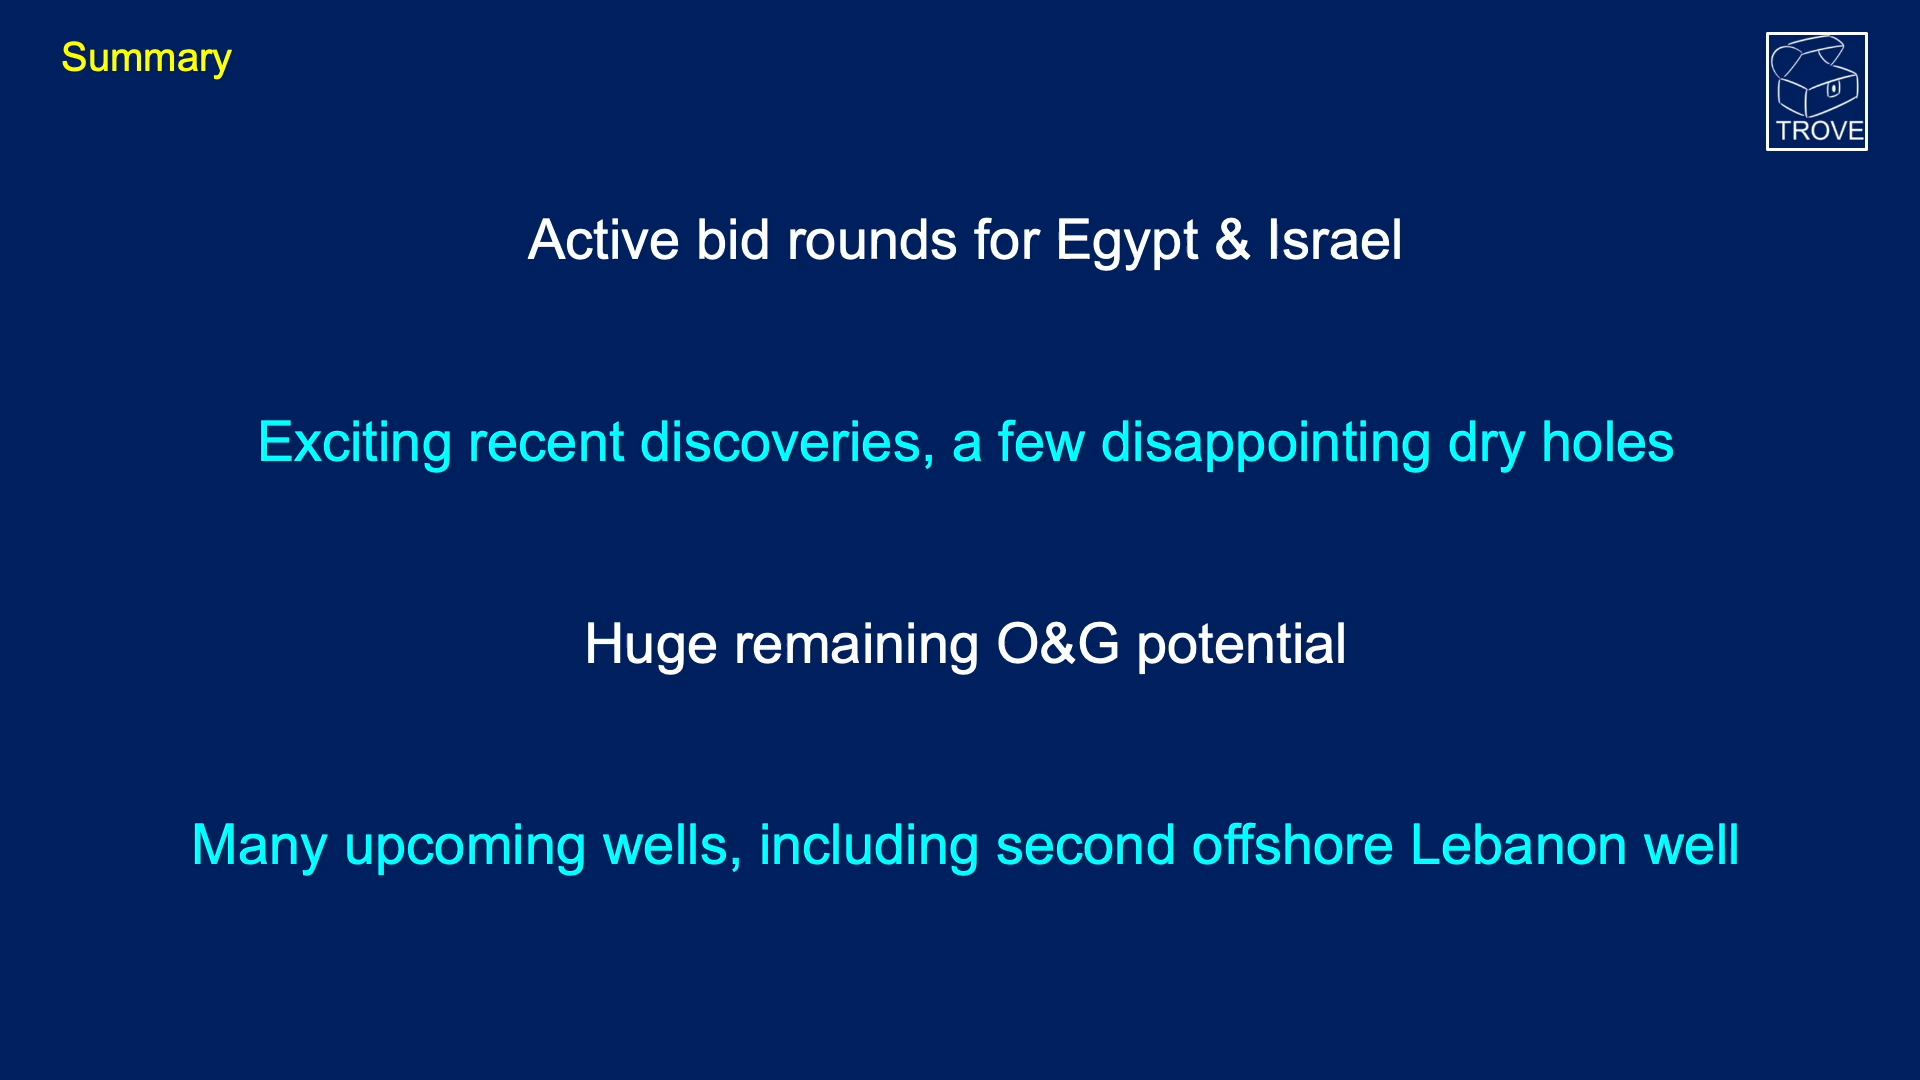 Summary
TROVE
Active bid rounds for Egypt & Israel
Exciting recent discoveries, a few disappointing dry holes
Huge remaining O&G potential
Many upcoming wells, including second offshore Lebanon well